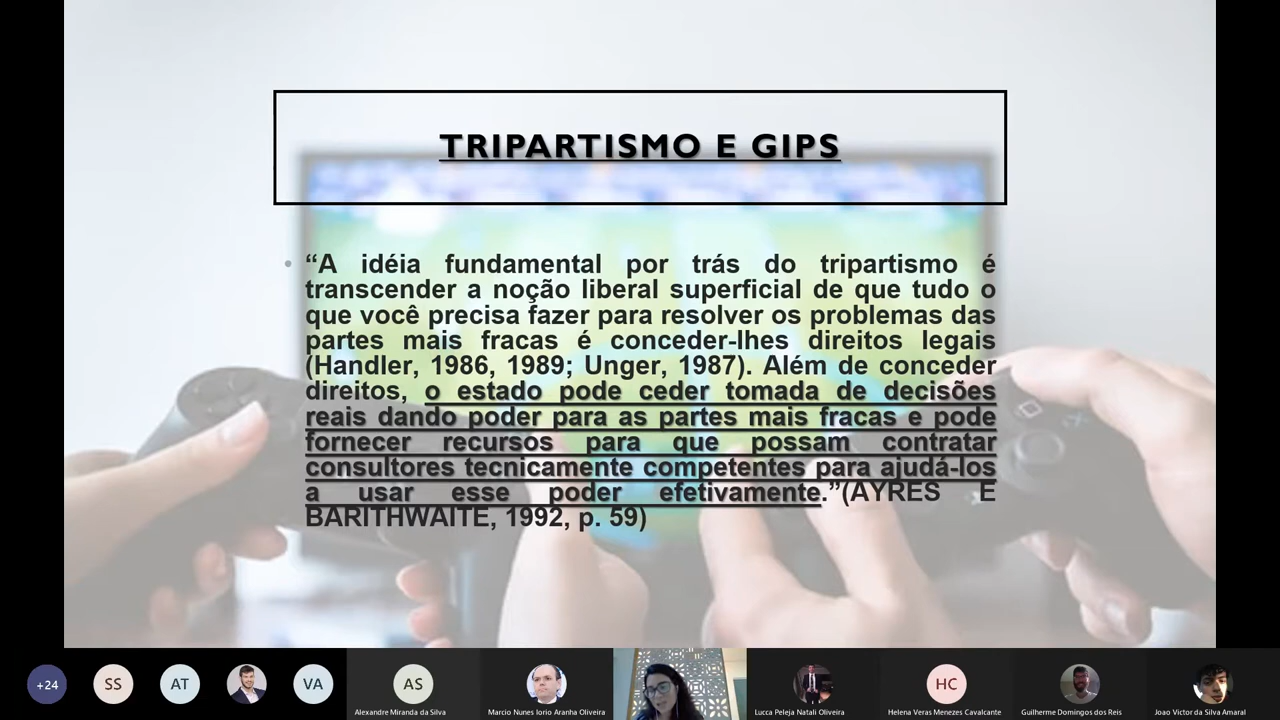 TRIPARTISMO E GIPS
• “A idéia fundamental por trás do tripartismo é
transcender a noção liberal superficial de que tudo o
que você precisa fazer para resolver os problemas das
partes mais fracas é conceder-lhes direitos legais
(Handler, 1986, 1989; Unger, 1987). Além de conceder
direitos, o estado pode ceder tomada de decisões
reais dando poder para as partes mais fracas e pode
fornecer recursos para que possam contratar
consultores tecnicamente competentes para ajudá-los
a usar esse poder efetivamente.”(AYRES E
BARITHWAITE, 1992, p. 59)
+24
SS
AT
VA
AS
HC
Alexandre Miranda da Silva
Marcio Nunes Iorio Aranha Oliveira
Lucca Peleja Natali Oliveira
Helena Veras Menezes Cavalcante
Guilherme Domingos dos Reis
Joao Victor da Silva Amaral